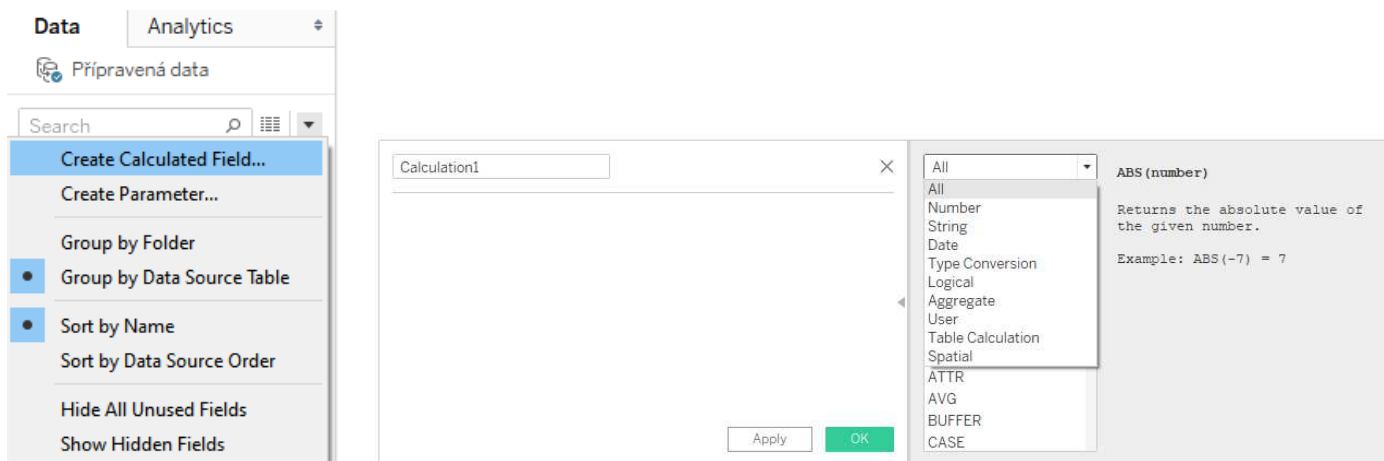 Data
Analytics
Přípravená data
Search
Create Calculated Field...
Create Parameter...
Group by Folder
Group by Data Source Table
Sort by Name
Sort by Data Source Order
Hide All Unused Fields
Show Hidden Fields
Calculation1
Apply
OK
All
All
Number
String
Date
Type Conversion
Logical
Aggregate
User
Table Calculation
Spatial
ATTR
AVG
BUFFER
CASE
ABS(number)
Returns the absolute value of
the given number.
Example: ABS(-7) = 7